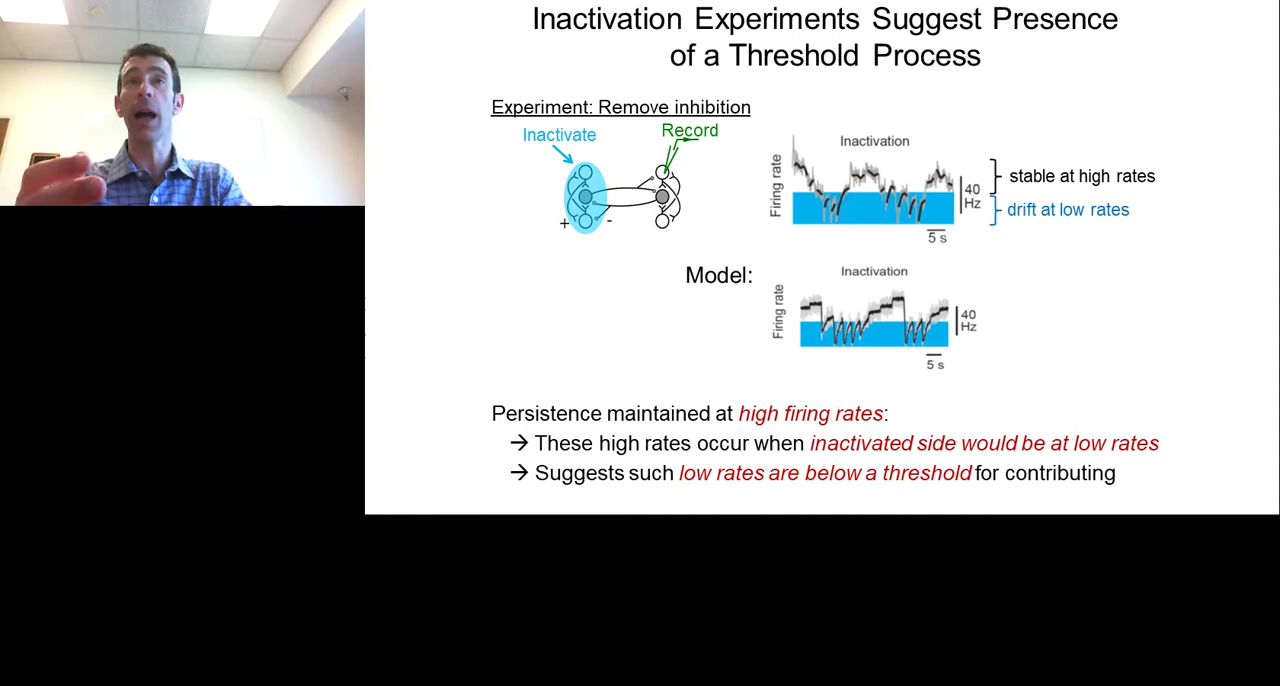 Inactivation Experiments Suggest Presence
of a Threshold Process
Experiment: Remove inhibition
Inactivate
Record
+
-
Inactivation
Firing rate
40
Hz
5 s
stable at high rates
drift at low rates
Model:
Inactivation
Firing rate
40
Hz
5 s
Persistence maintained at high firing rates:
→ These high rates occur when inactivated side would be at low rates
→ Suggests such low rates are below a threshold for contributing